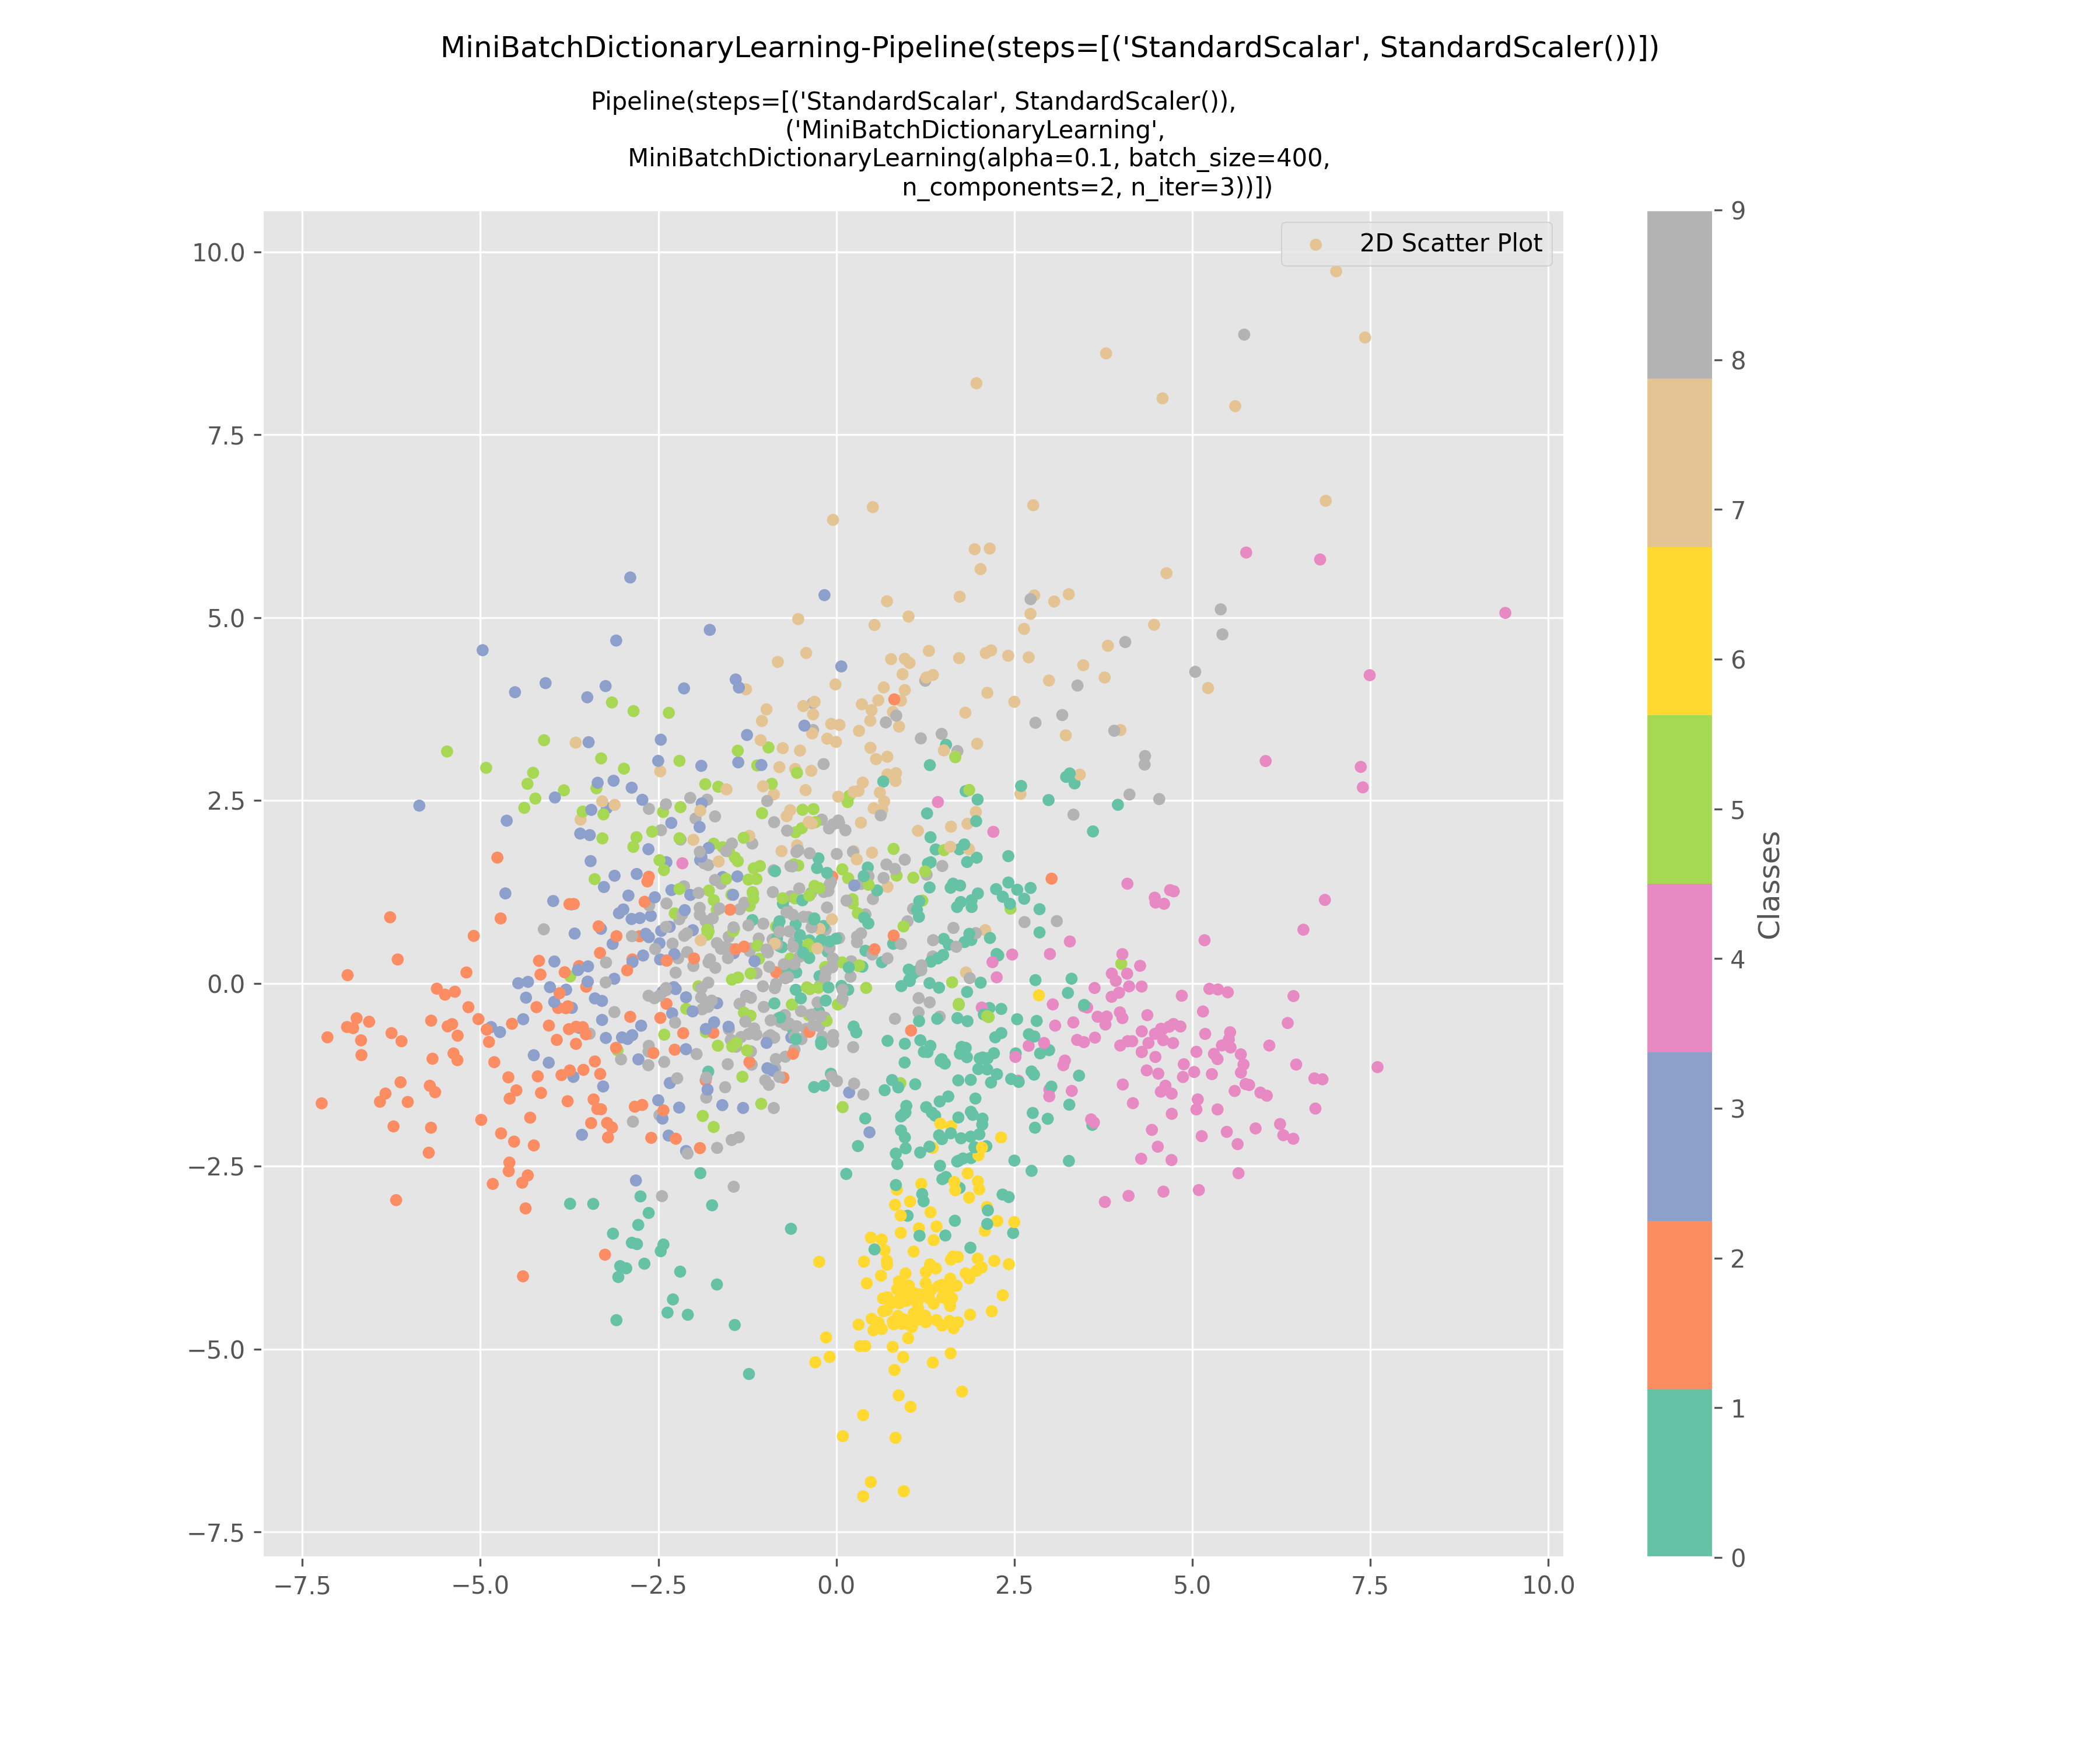 MiniBatchDictionaryLearning-Pipeline(steps=[('StandardScalar', StandardScaler())])
Pipeline(steps=[('StandardScalar', StandardScaler()),
('MiniBatchDictionaryLearning',
MiniBatchDictionaryLearning(alpha=0.1, batch_size=400,
n_components=2, n_iter=3))])
2D Scatter Plot
10.0
7.5
5.0
2.5
0.0
−2.5
−5.0
−7.5
−7.5 −5.0 −2.5 0.0 2.5 5.0 7.5 10.0
9
8
7
6
5
4
3
2
1
0
Classes